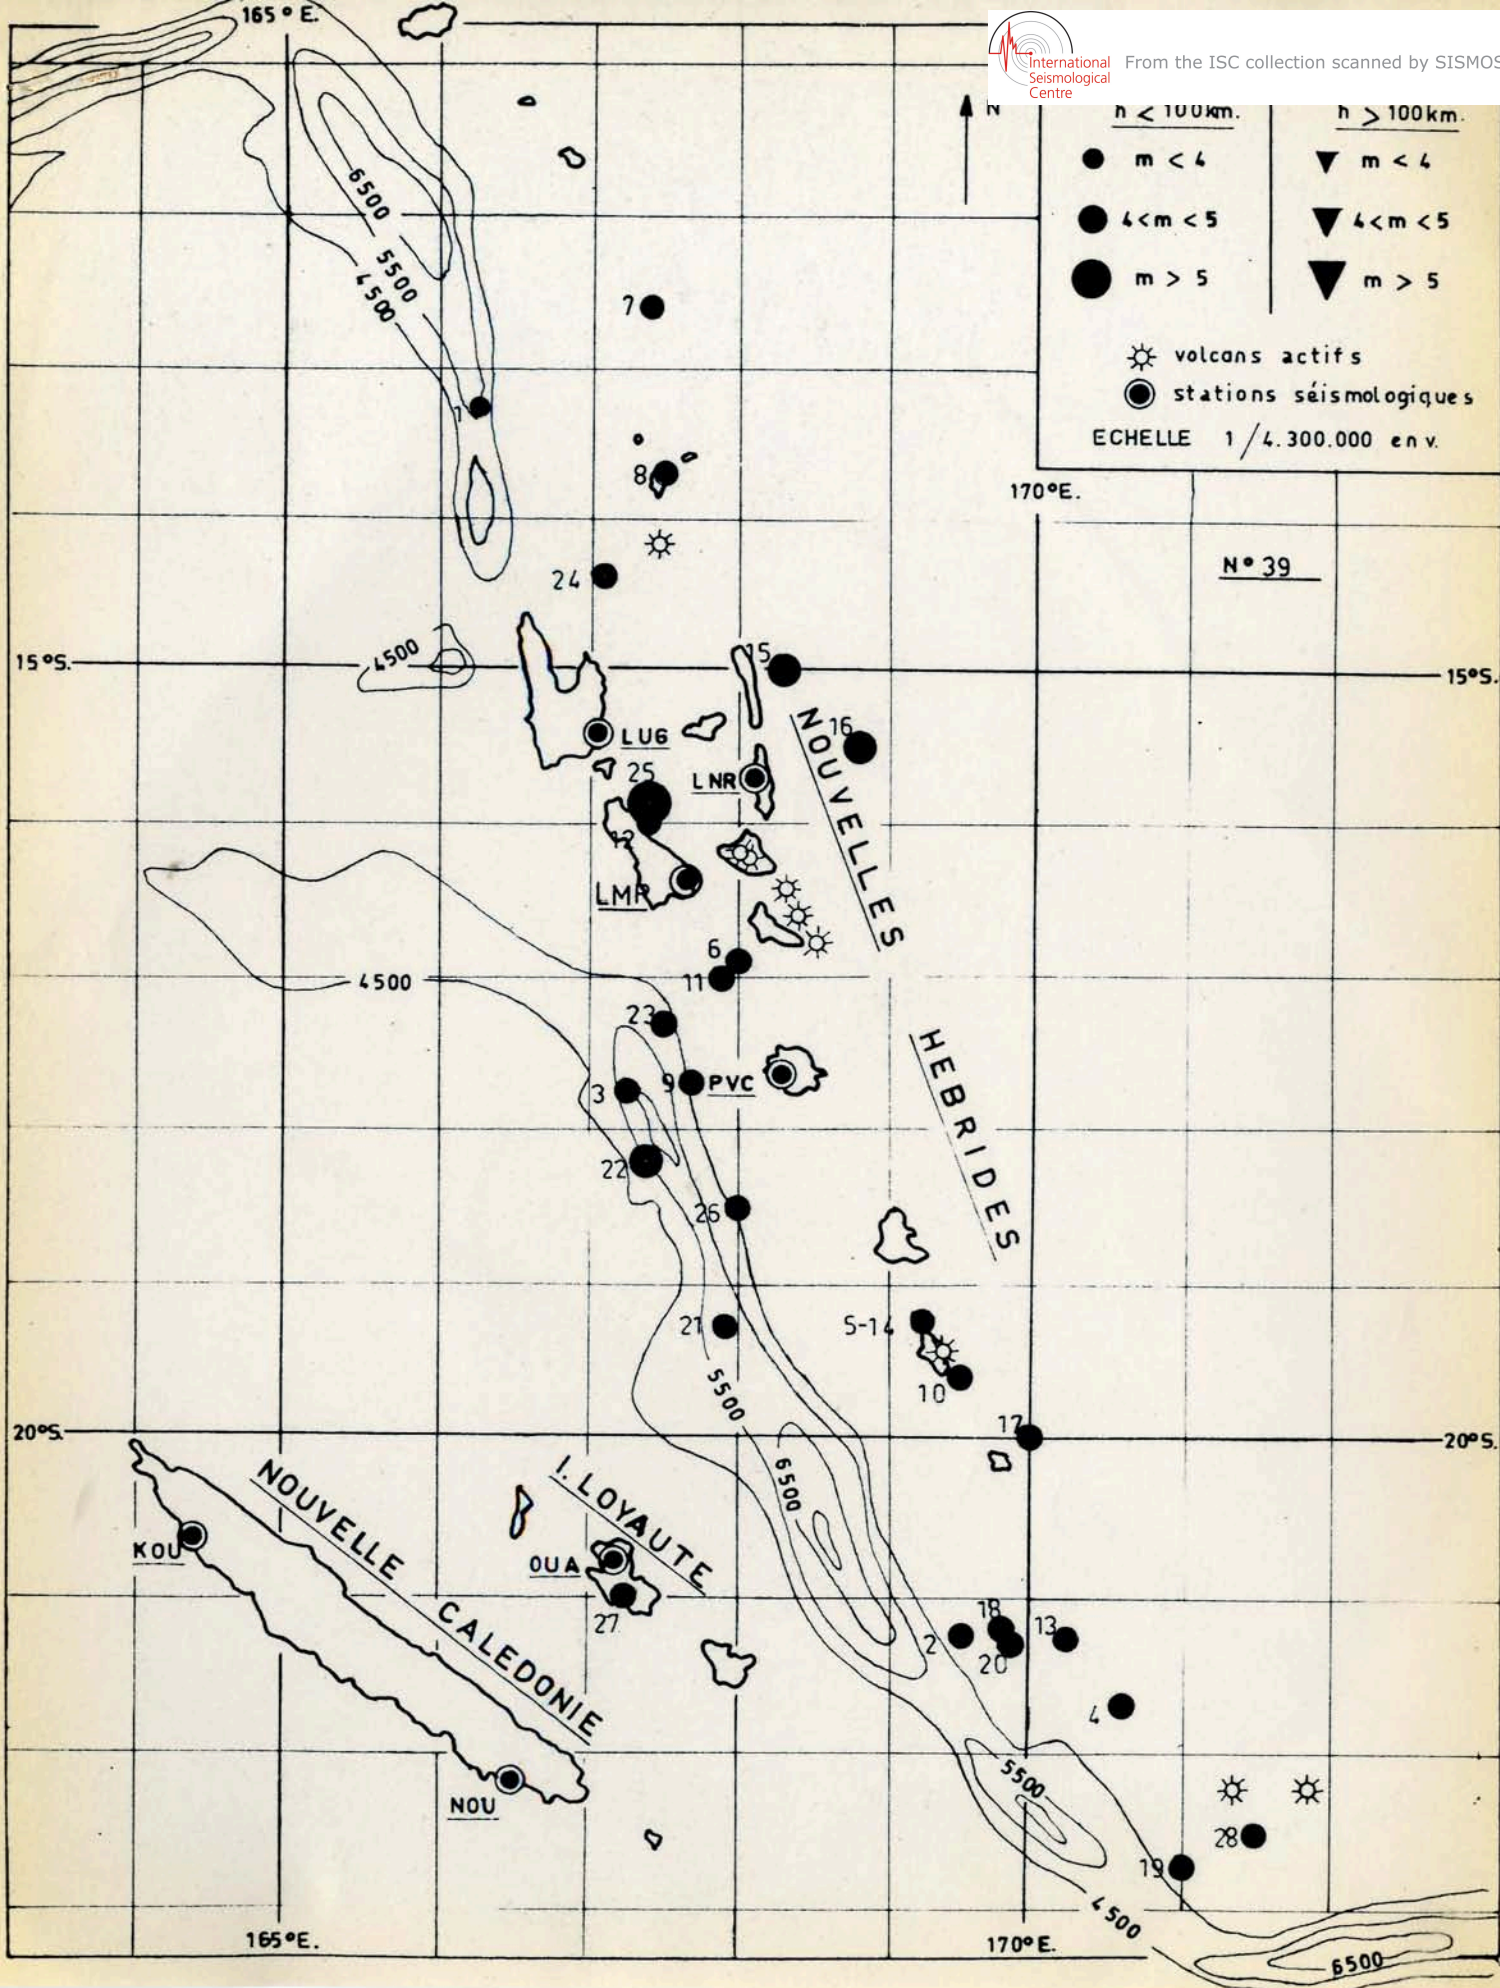 165° E.
International
Seismological
Centre
From the ISC collection scanned by SISMOS
N
h < 100km.
h > 100km.
m < 4
m < 4
4<m < 5
4<m < 5
m > 5
m > 5
volcans actifs
stations séismologiques
ECHELLE 1/4.300.000 env.
6500
5500
4500
7
1
8
170°E.
N° 39
24
15°S.
4500
15
15°S.
NOUVELLES
16
LUG
25
LNR
12
LMR
6
4500
11
23
HEBRIDES
3
9
PVC
22
26
21
5-14
5500
10
20°S.
17
20°S.
NOUVELLE CALEDONIE
I. LOYAUTE
6500
KOU
OUA
27
18
2
13
20
4
5500
NOU
28
19
4500
165°E.
170°E.
6500